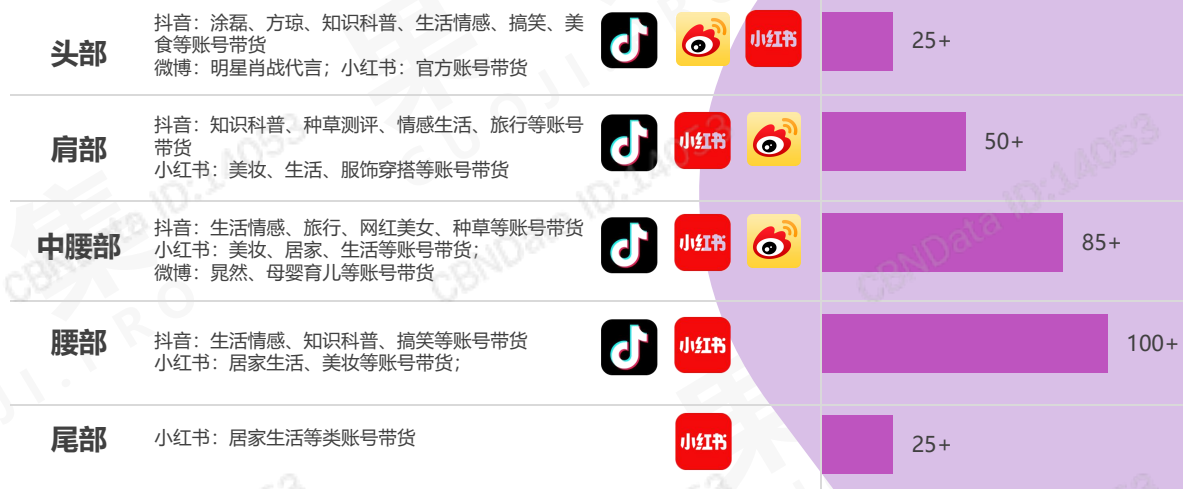 头部
抖音：涂磊、方琼、知识科普、生活情感、搞笑、美
食等账号带货
微博：明星肖战代言；小红书：官方账号带货
小红书
25+
肩部
抖音：知识科普、种草测评、情感生活、旅行等账号
带货
小红书：美妆、生活、服饰穿搭等账号带货
小红书
50+
中腰部
抖音：生活情感、旅行、网红美女、种草等账号带货
小红书：美妆、居家、生活等账号带货；
微博：晁然、母婴育儿等账号带货
小红书
85+
腰部
抖音：生活情感、知识科普、搞笑等账号带货
小红书：居家生活、美妆等账号带货；
小红书
100+
尾部
小红书：居家生活等类账号带货
小红书
25+
CBNData ID:14053
CBNData ID:14053
CBNData ID:14053